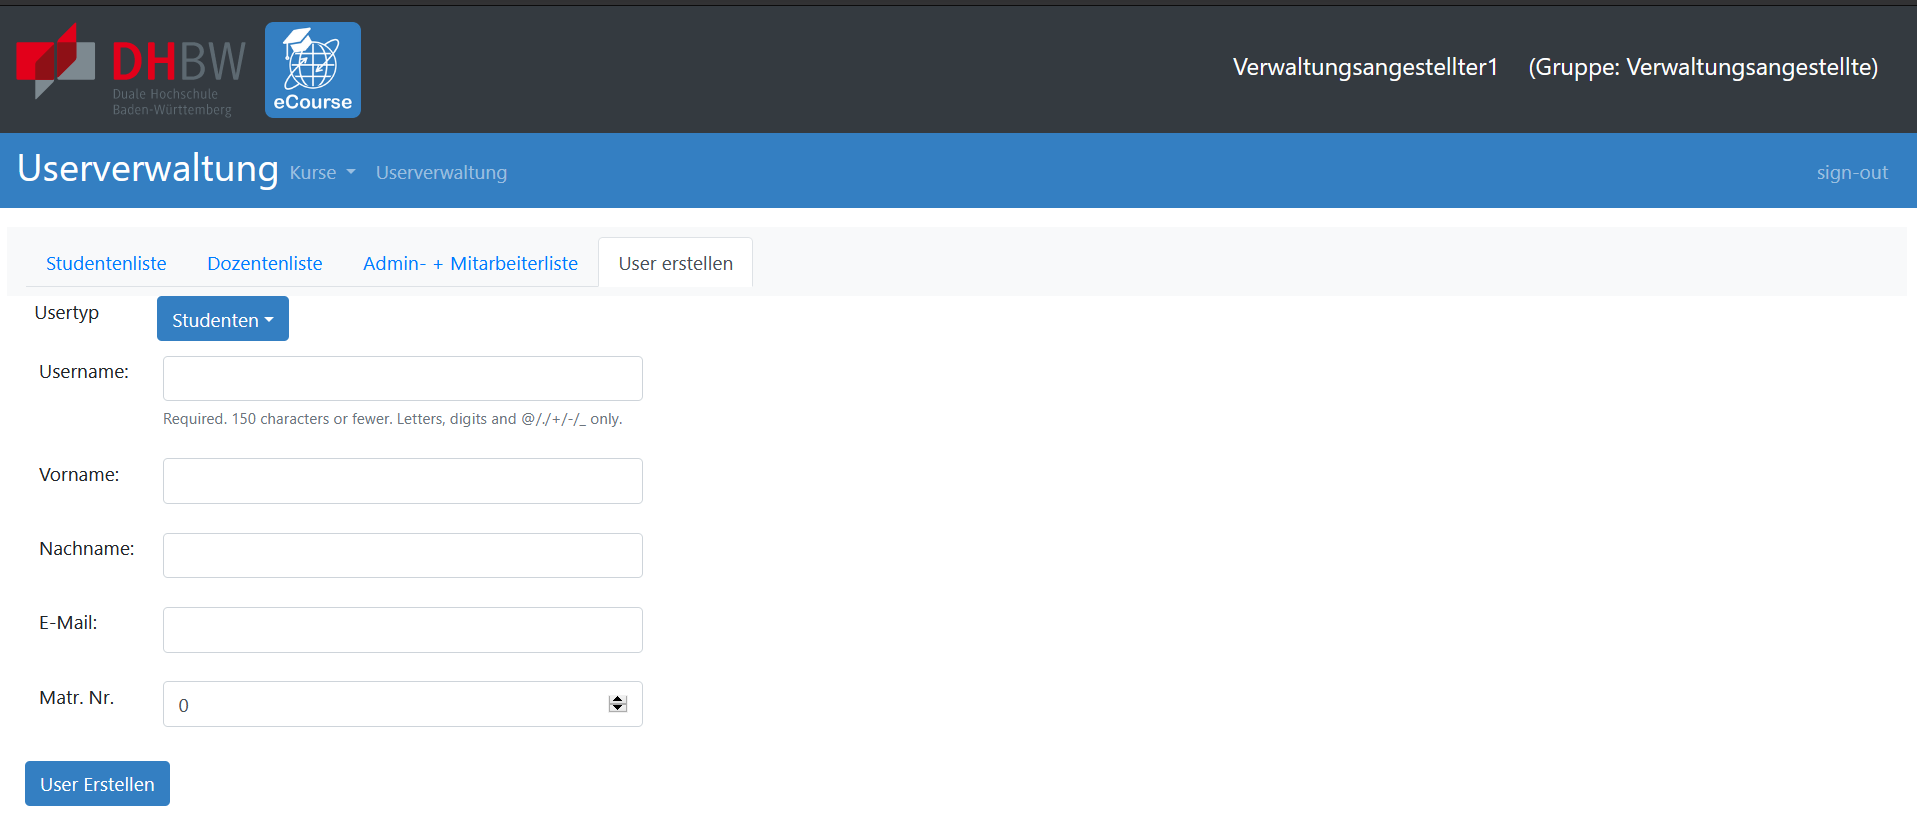 DHBW
Duale Hochschule
Baden-Württemberg
eCourse
Verwaltungsangestellter1 (Gruppe: Verwaltungsangestellte)
Userverwaltung Kurse Userverwaltung sign-out
Studentenliste Dozentenliste Admin- + Mitarbeiterliste User erstellen
Usertyp Studenten
Username:
Required. 150 characters or fewer. Letters, digits and @/./+/-/_ only.
Vorname:
Nachname:
E-Mail:
Matr. Nr. 0
User Erstellen